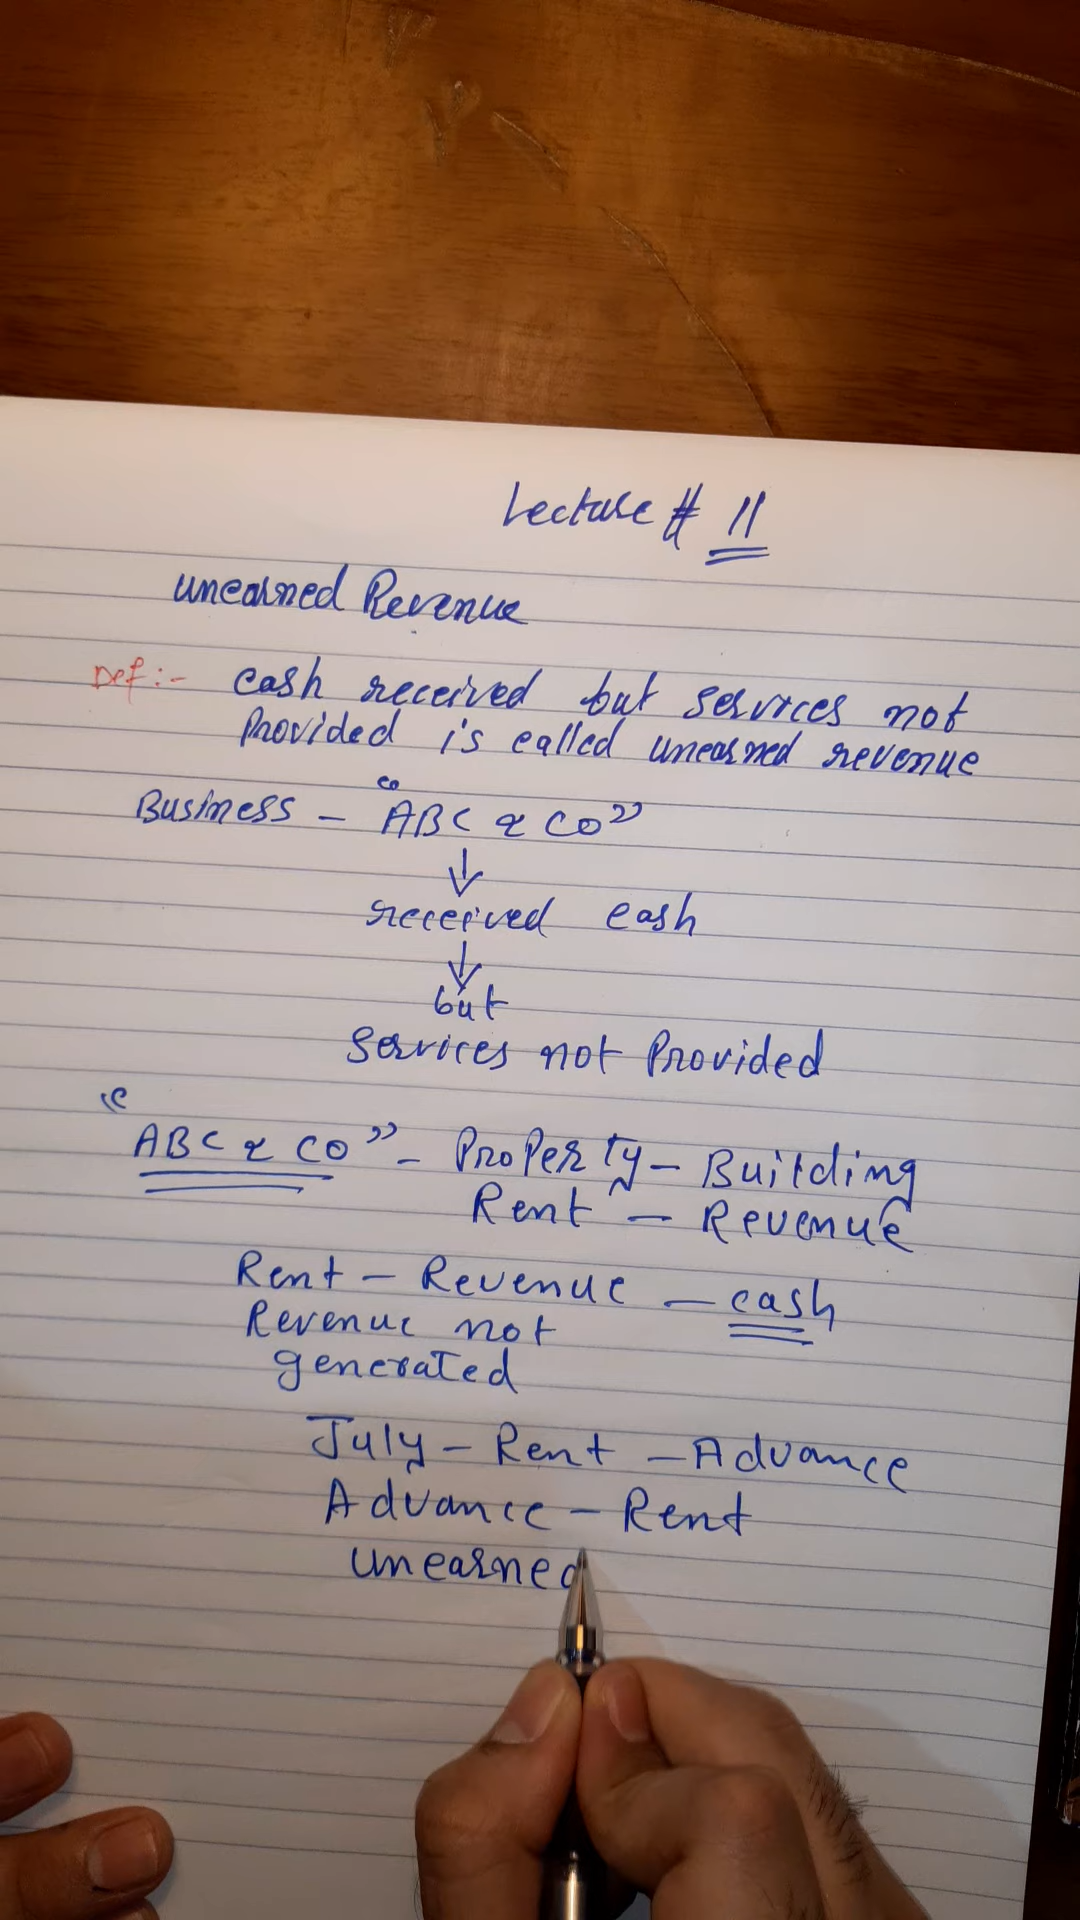 Lecture # 11
unearned Revenue
Def:- cash received but services not
Provided is called unearned revenue
Business - “ABC & CO”
received cash
but
Services not Provided
“ABC & CO” - Property - Building
Rent - Revenue
Rent - Revenue - cash
Revenue not
generated
July - Rent - Advance
Advance - Rent
unearned